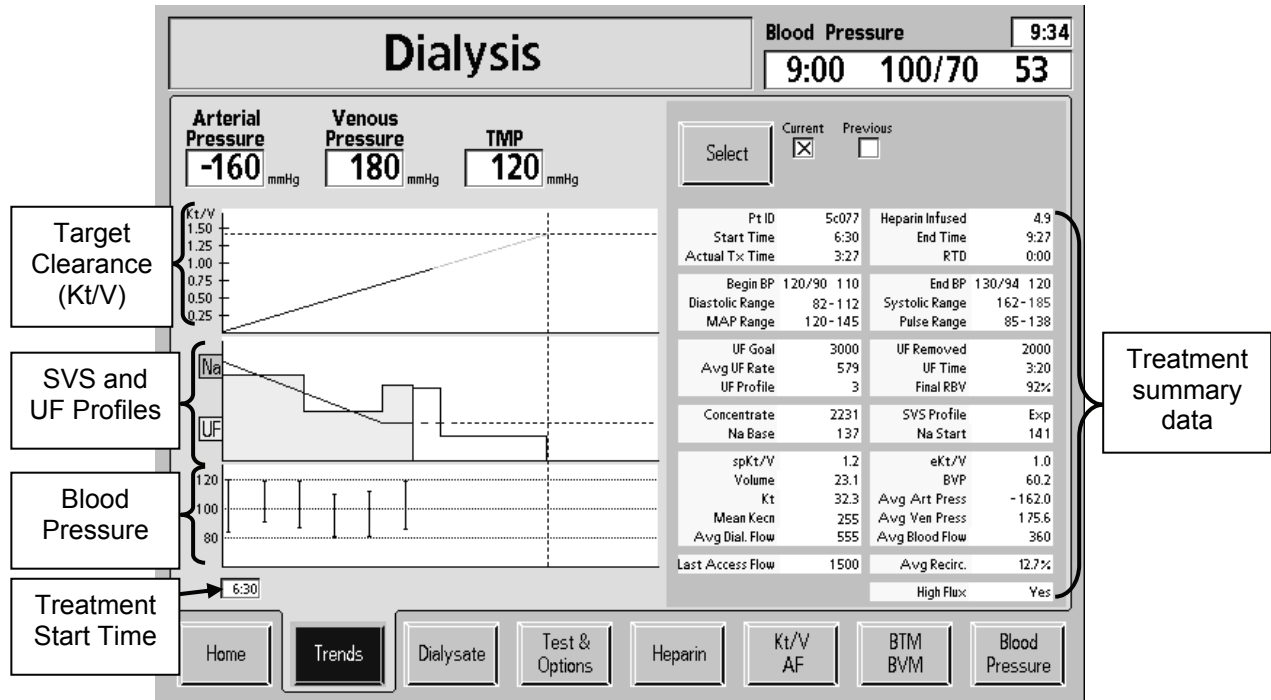 Dialysis
Blood Pressure 9:34
9:00 100/70 53
Arterial Pressure
-160 mmHg
Venous Pressure
180 mmHg
TMP
120 mmHg
Select
Current
Previous
Target
Clearance
(Kt/V)
Kt/V
1.50
1.25
1.00
0.75
0.50
0.25
SVS and
UF Profiles
Na
UF
Blood
Pressure
120
100
80
Treatment
Start Time
6:30
Pt ID 5c077 Heparin Infused 4.9
Start Time 6:30 End Time 9:27
Actual Tx Time 3:27 RTD 0:00
Begin BP 120/90 110 End BP 130/94 120
Diastolic Range 82-112 Systolic Range 162-185
MAP Range 120-145 Pulse Range 85-138
UF Goal 3000 UF Removed 2000
Avg UF Rate 579 UF Time 3:20
UF Profile 3 Final RBV 92%
Concentrate 2231 SVS Profile Exp
Na Base 137 Na Start 141
spKt/V 1.2 eKt/V 1.0
Volume 23.1 BVP 60.2
Kt 32.3 Avg Art Press -162.0
Mean Kecn 255 Avg Ven Press 175.6
Avg Dial. Flow 555 Avg Blood Flow 360
Last Access Flow 1500 Avg Recirc. 12.7%
High Flux Yes
Treatment
summary
data
Home
Trends
Dialysate
Test &
Options
Heparin
Kt/V
AF
BTM
BVM
Blood
Pressure